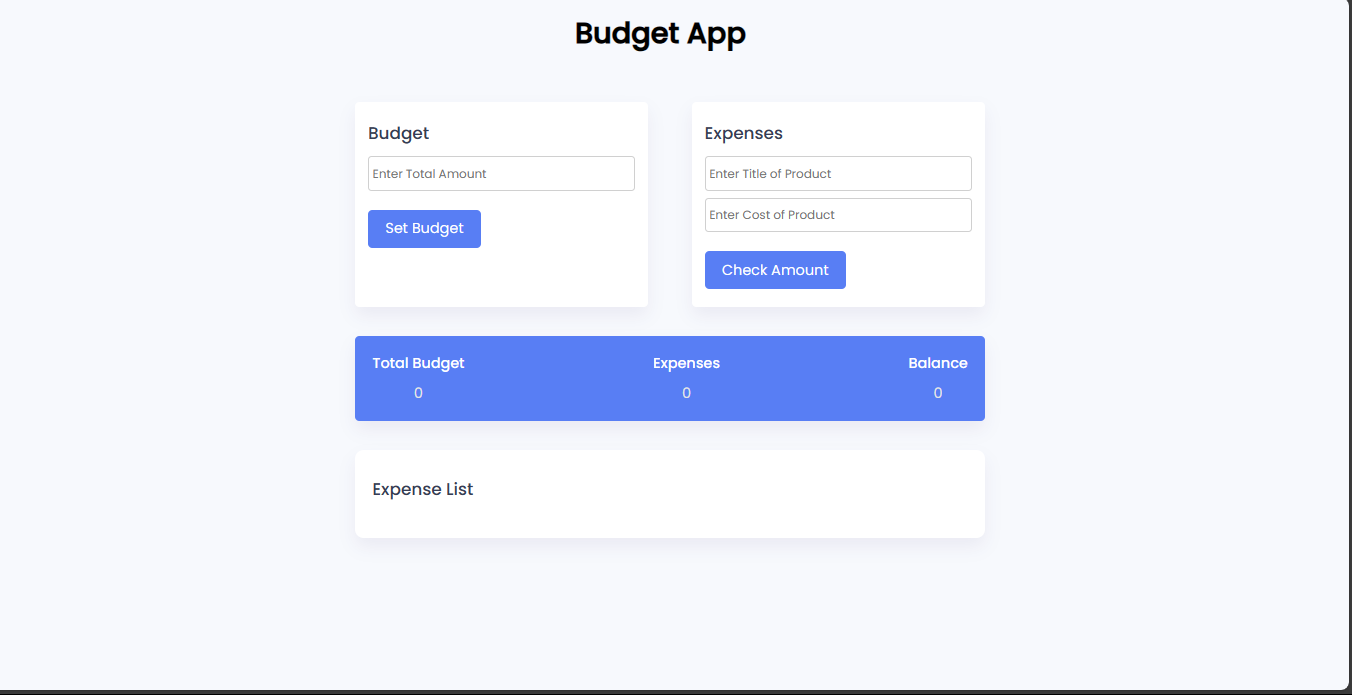 Budget App
Budget
Enter Total Amount
Set Budget
Expenses
Enter Title of Product
Enter Cost of Product
Check Amount
Total Budget Expenses Balance
0 0 0
Expense List